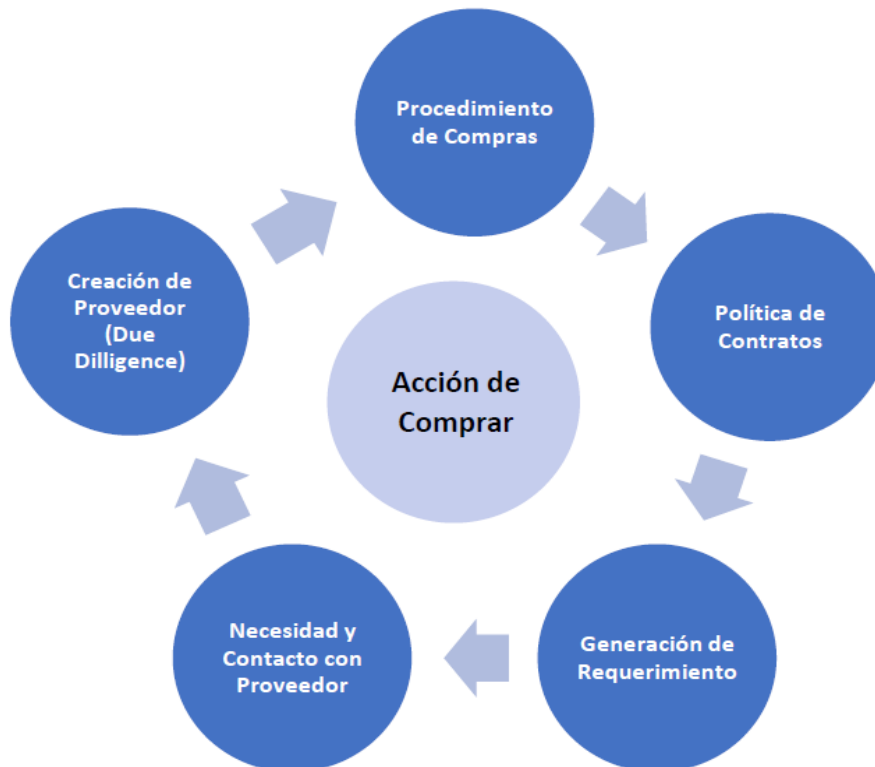 Procedimiento
de Compras
Política de
Contratos
Generación de
Requerimiento
Necesidad y
Contacto con
Proveedor
Creación de
Proveedor
(Due
Dilligence)
Acción de
Comprar